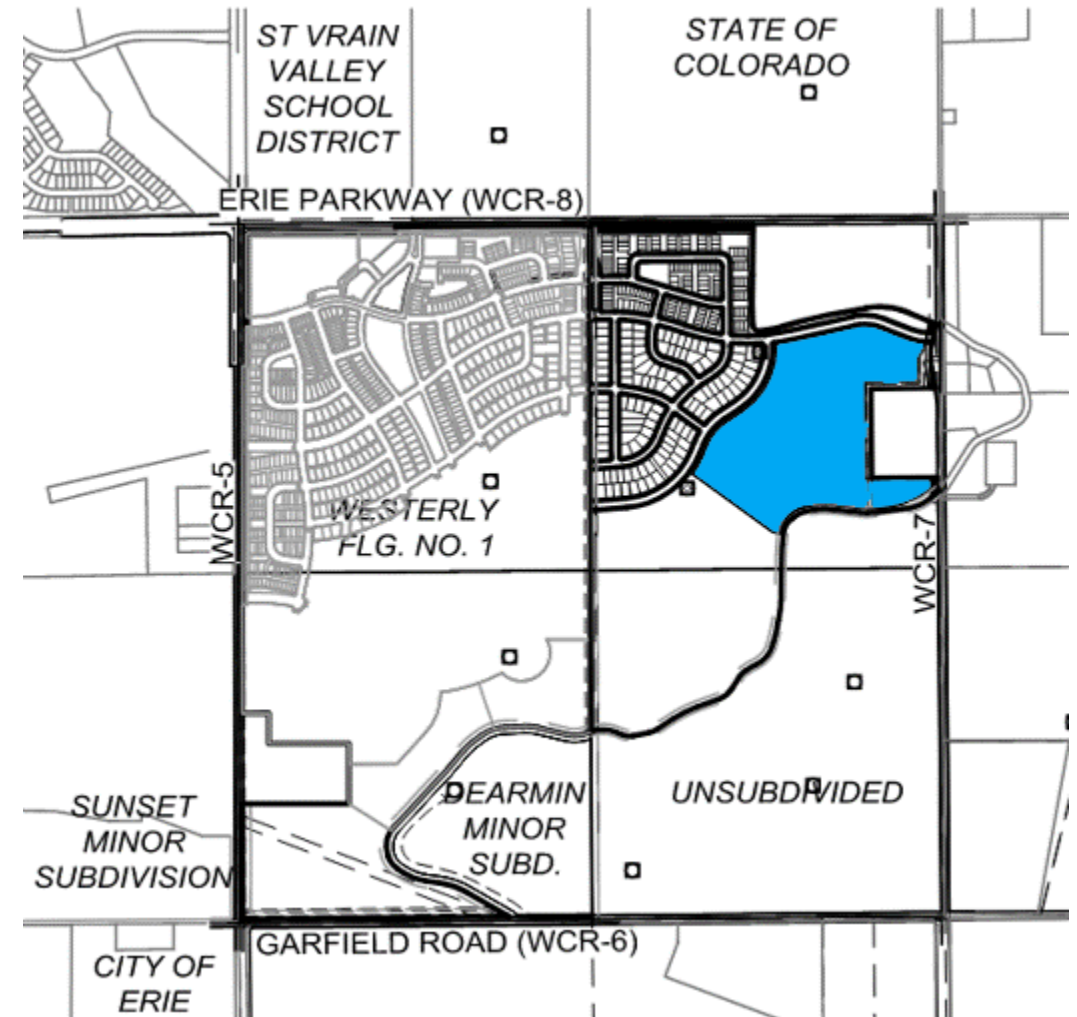 ST VRAIN
VALLEY
SCHOOL
DISTRICT
STATE OF
COLORADO
ERIE PARKWAY (WCR-8)
WCR-5
WESTERLY
FLG. NO. 1
WCR-7
SUNSET
MINOR
SUBDIVISION
DEARMIN
MINOR
SUBD.
UNSUBDIVIDED
GARFIELD ROAD (WCR-6)
CITY OF
ERIE